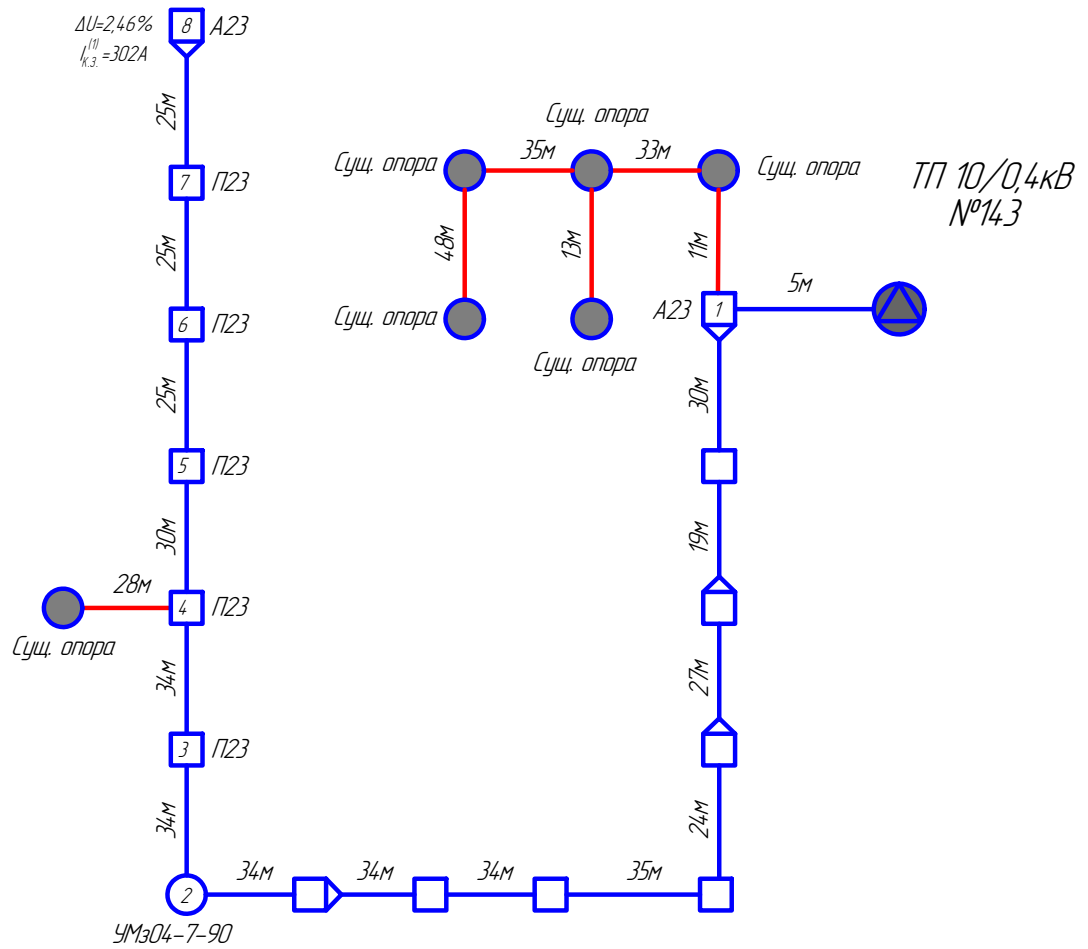 ΔU=2,46%
I(1)к.з.=302А
8 А23
25м
7 П23
25м
6 П23
25м
5 П23
30м
28м
4 П23
Сущ. опора
34м
3 П23
34м
2
УМз04-7-90
34м
34м
34м
35м
24м
27м
19м
30м
А23 1
5м
11м
ТП 10/0,4кВ
№143
Сущ. опора
33м
Сущ. опора
35м
Сущ. опора
48м
13м
Сущ. опора
Сущ. опора